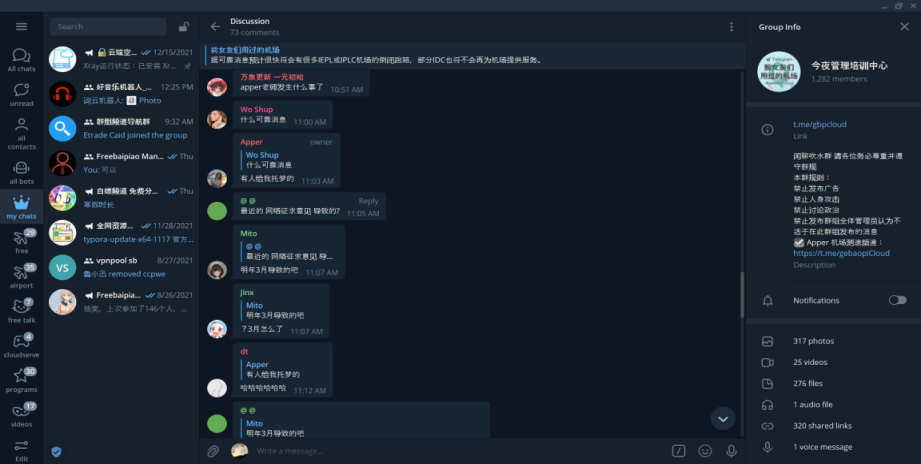 Search
All chats
unread
all contacts
all bots
my chats
29
free
35
airport
7
free talk
4
cloudserve
30
programs
17
videos
Edit
云端空... 12/15/2021
Xray运行状态：已安装 Xr...
好音乐机器人_... 12:25 PM
Photo
群组频道导航群 9:32 AM
Etrade Caid joined the group
Freebaipiao Man... Thu
You: 可以
白嫖频道 免费分... Thu
寒假时长
全网资源... 11/28/2021
typora-update-x64-1117 官方...
VS
vpnpool sb 8/27/2021
小迅 removed ccpwe
Freebaipia... 8/26/2021
抽奖，上次参加了146个人，...
Discussion
73 comments
前女友们用过的机场
据可靠消息预计很快将会有很多IEPL或IPLC机场的倒闭跑路，部分IDC也将不会再为机场提供服务。
万象更新 一元初始
apper老师发生什么事了 10:51 AM
Wo Shup
什么可靠消息 11:00 AM
Apper owner
Wo Shup
什么可靠消息
有人给我托梦的 11:03 AM
@ @ Reply
最近的 网络征求意见 导致的? 11:05 AM
Mito
@ @
最近的 网络征求意见 导...
明年3月导致的吧 11:07 AM
Jinx
Mito
明年3月导致的吧
？3月怎么了 11:07 AM
dt
Apper
有人给我托梦的
哈哈哈哈哈哈 11:12 AM
@ @
Mito
明年3月导致的吧
Write a message...
Group Info
Telegram
前女友们
用过的机场
今夜管理培训中心
1,282 members
t.me/gbpcloud
Link
闲聊吹水群 请各位务必尊重并遵
守群规
本群规则：
禁止发布广告
禁止人身攻击
禁止讨论政治
禁止发布群组全体管理员认为不
适于在此群组发布的消息
Apper 机场测速频道：
https://t.me/gebaopiCloud
Description
Notifications
317 photos
25 videos
276 files
1 audio file
320 shared links
1 voice message